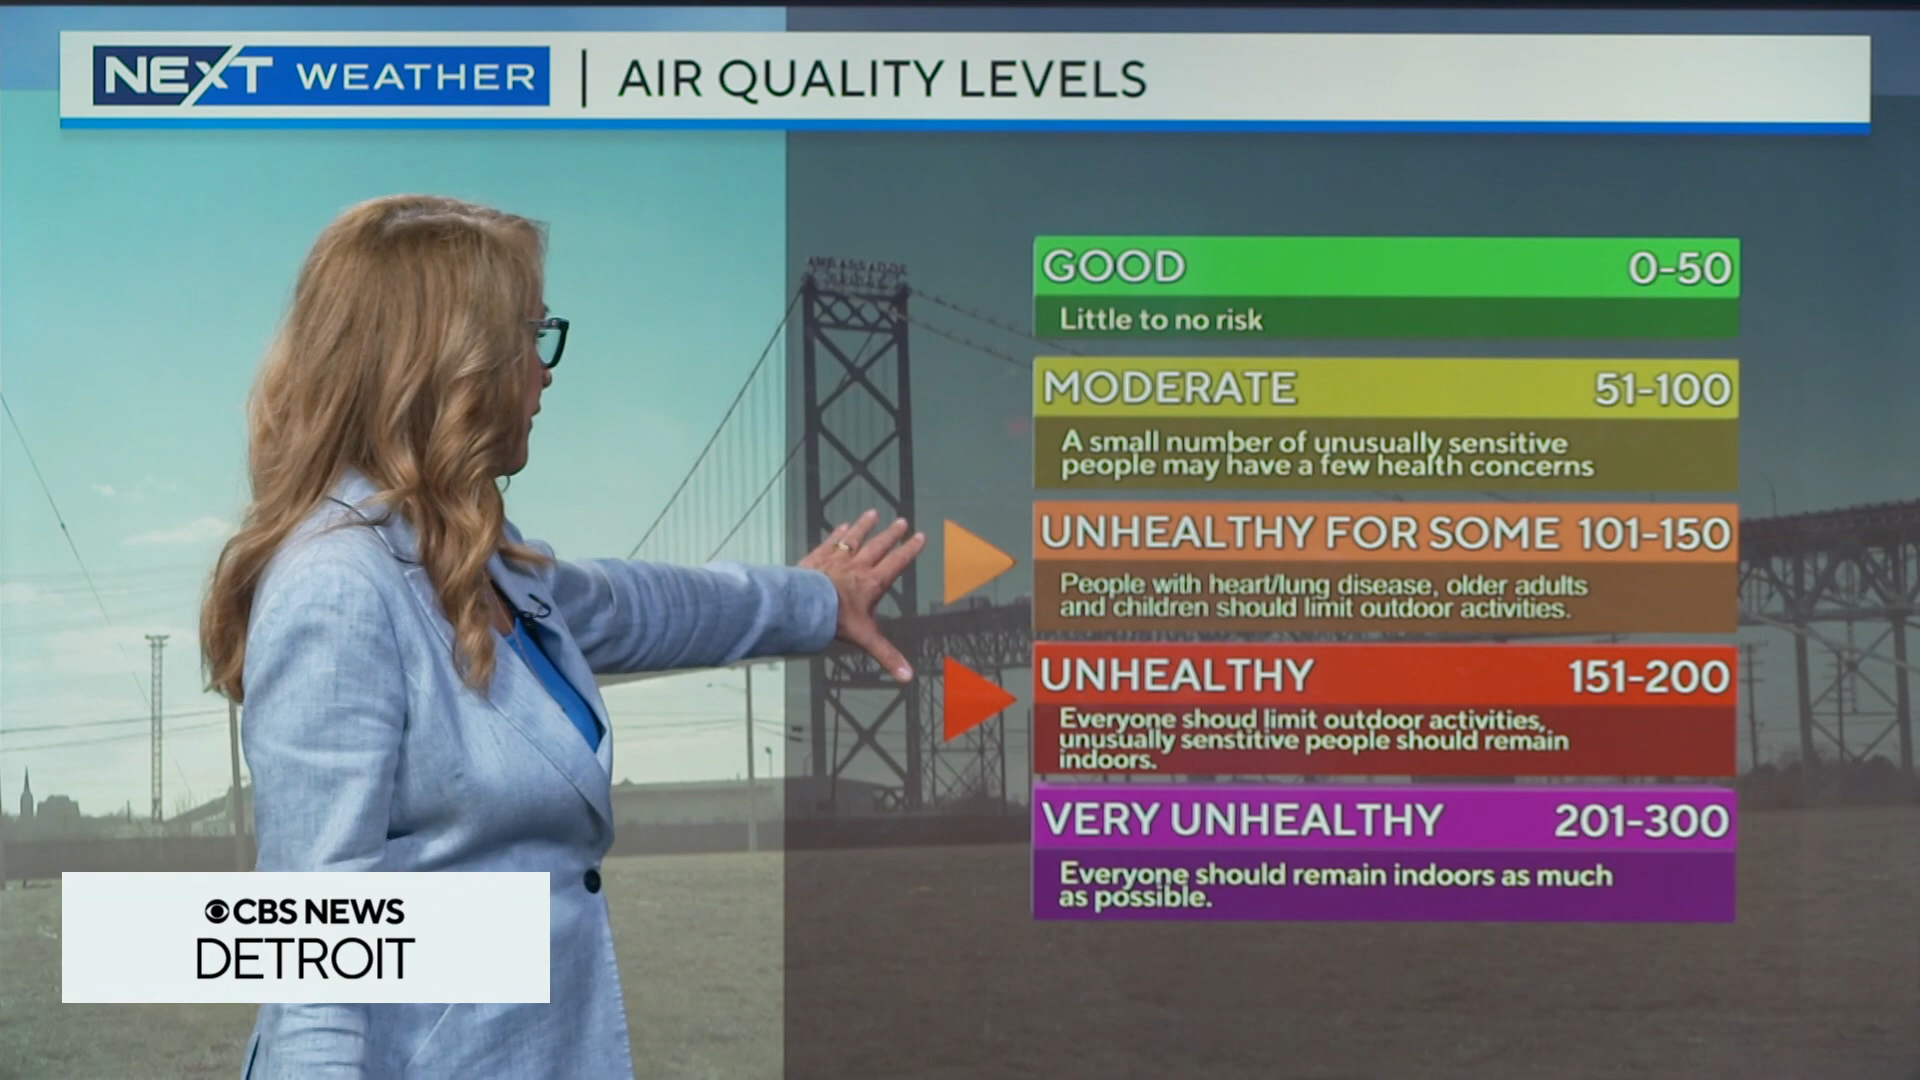 NEXT WEATHER | AIR QUALITY LEVELS
AMBASSADOR
BRIDGE
GOOD 0-50
Little to no risk
MODERATE 51-100
A small number of unusually sensitive
people may have a few health concerns
UNHEALTHY FOR SOME 101-150
People with heart/lung disease, older adults
and children should limit outdoor activities.
UNHEALTHY 151-200
Everyone shoud limit outdoor activities,
unusually senstitive people should remain
indoors.
VERY UNHEALTHY 201-300
Everyone should remain indoors as much
as possible.
CBS NEWS
DETROIT